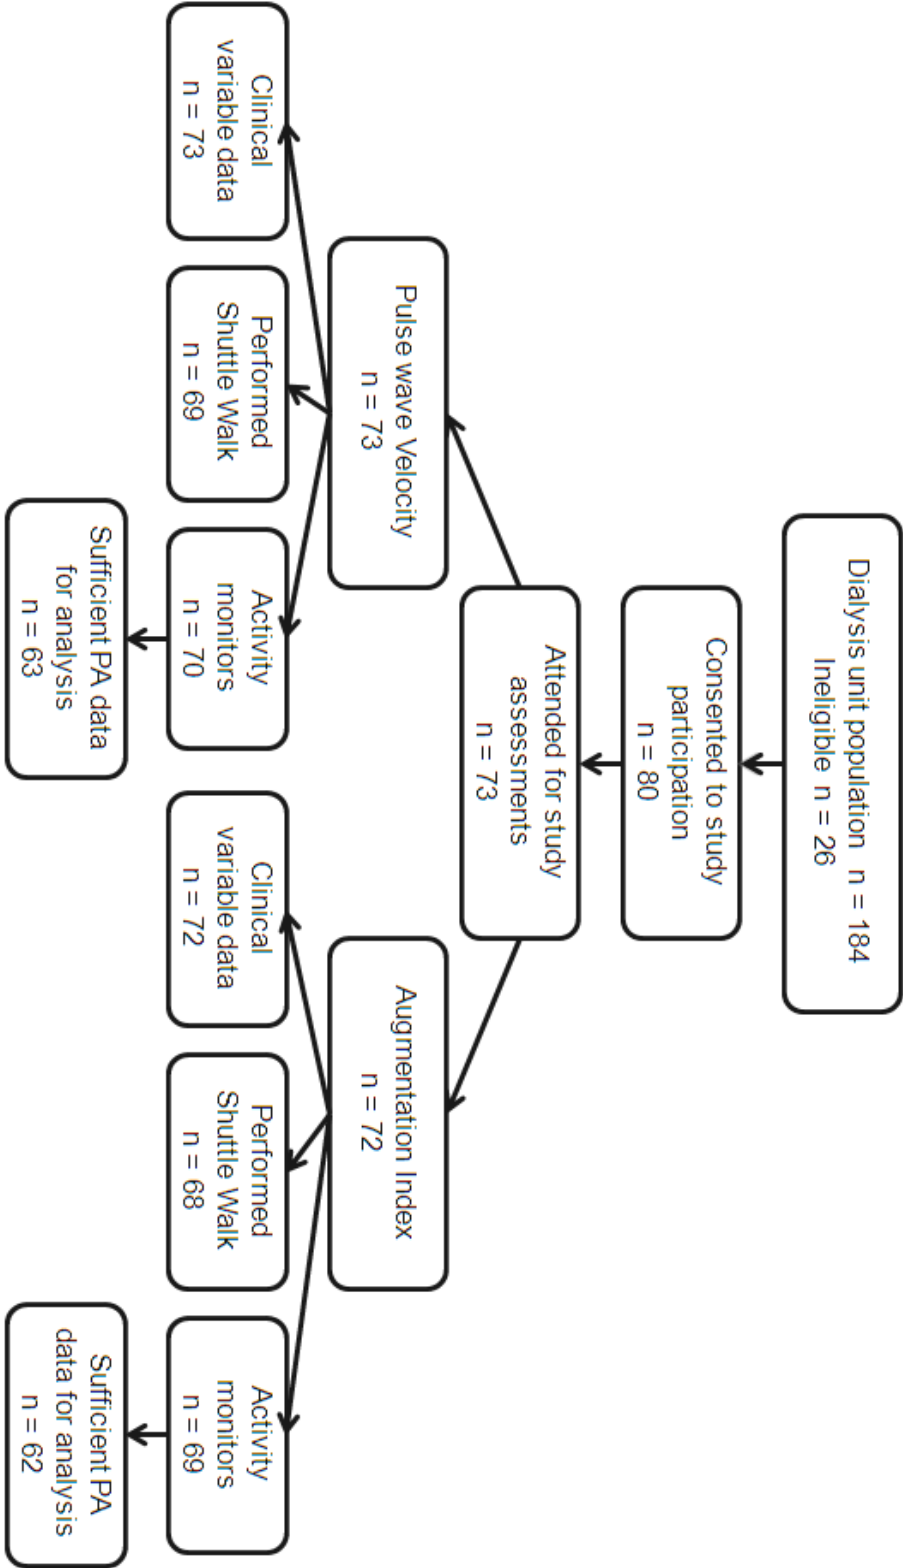 Dialysis unit population  n = 184
Ineligible  n = 26
Consented to study
participation
n = 80
Attended for study
assessments
n = 73
Pulse wave Velocity
n = 73
Augmentation Index
n = 72
Clinical
variable data
n = 73
Performed
Shuttle Walk
n = 69
Activity
monitors
n = 70
Clinical
variable data
n = 72
Performed
Shuttle Walk
n = 68
Activity
monitors
n = 69
Sufficient PA data
for analysis
n = 63
Sufficient PA
data for analysis
n = 62